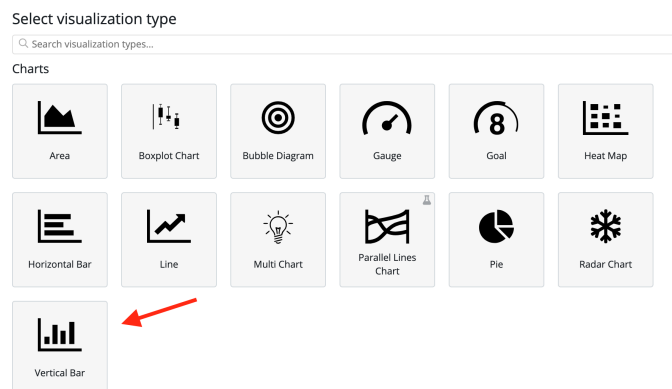 Select visualization type
Search visualization types...
Charts
Area
Boxplot Chart
Bubble Diagram
Gauge
8
Goal
Heat Map
Horizontal Bar
Line
Multi Chart
Parallel Lines
Chart
Pie
Radar Chart
Vertical Bar